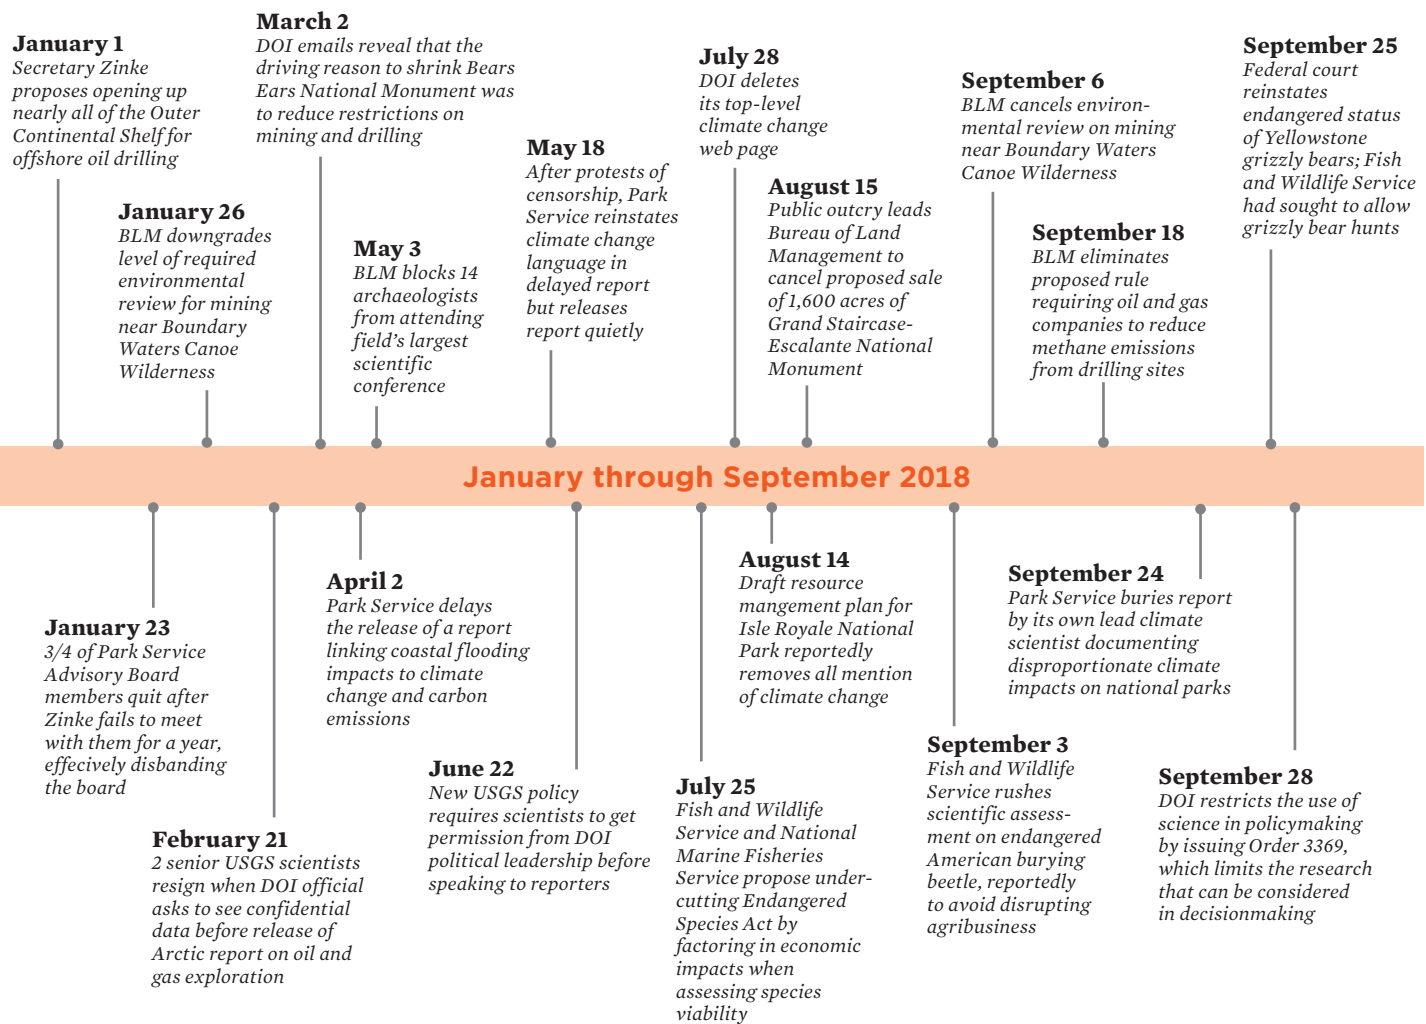 January 1
Secretary Zinke
proposes opening up
nearly all of the Outer
Continental Shelf for
offshore oil drilling
January 26
BLM downgrades
level of required
environmental
review for mining
near Boundary
Waters Canoe
Wilderness
March 2
DOI emails reveal that the
driving reason to shrink Bears
Ears National Monument was
to reduce restrictions on
mining and drilling
May 3
BLM blocks 14
archaeologists
from attending
field's largest
scientific
conference
May 18
After protests of
censorship, Park
Service reinstates
climate change
language in
delayed report
but releases
report quietly
July 28
DOI deletes
its top-level
climate change
web page
August 15
Public outcry leads
Bureau of Land
Management to
cancel proposed sale
of 1,600 acres of
Grand Staircase-
Escalante National
Monument
September 6
BLM cancels environ-
mental review on mining
near Boundary Waters
Canoe Wilderness
September 18
BLM eliminates
proposed rule
requiring oil and gas
companies to reduce
methane emissions
from drilling sites
September 25
Federal court
reinstates
endangered status
of Yellowstone
grizzly bears; Fish
and Wildlife Service
had sought to allow
grizzly bear hunts
January through September 2018
January 23
3/4 of Park Service
Advisory Board
members quit after
Zinke fails to meet
with them for a year,
effecively disbanding
the board
February 21
2 senior USGS scientists
resign when DOI official
asks to see confidential
data before release of
Arctic report on oil and
gas exploration
April 2
Park Service delays
the release of a report
linking coastal flooding
impacts to climate
change and carbon
emissions
June 22
New USGS policy
requires scientists to get
permission from DOI
political leadership before
speaking to reporters
July 25
Fish and Wildlife
Service and National
Marine Fisheries
Service propose under-
cutting Endangered
Species Act by
factoring in economic
impacts when
assessing species
viability
August 14
Draft resource
mangement plan for
Isle Royale National
Park reportedly
removes all mention
of climate change
September 3
Fish and Wildlife
Service rushes
scientific assess-
ment on endangered
American burying
beetle, reportedly
to avoid disrupting
agribusiness
September 24
Park Service buries report
by its own lead climate
scientist documenting
disproportionate climate
impacts on national parks
September 28
DOI restricts the use of
science in policymaking
by issuing Order 3369,
which limits the research
that can be considered
in decisionmaking